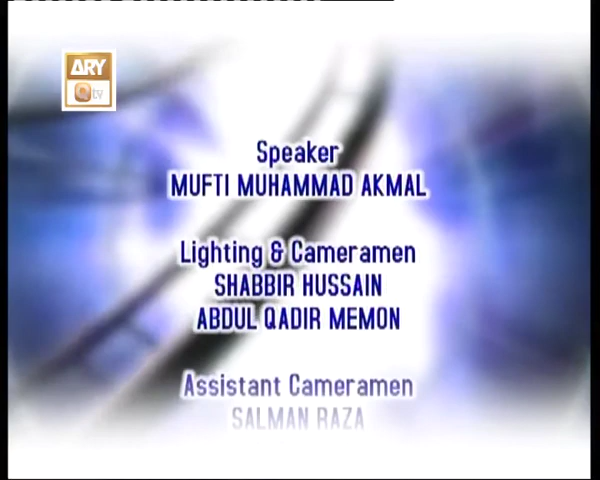 ARY
Qtv
Speaker
MUFTI MUHAMMAD AKMAL
Lighting & Cameramen
SHABBIR HUSSAIN
ABDUL QADIR MEMON
Assistant Cameramen
SALMAN RAZA